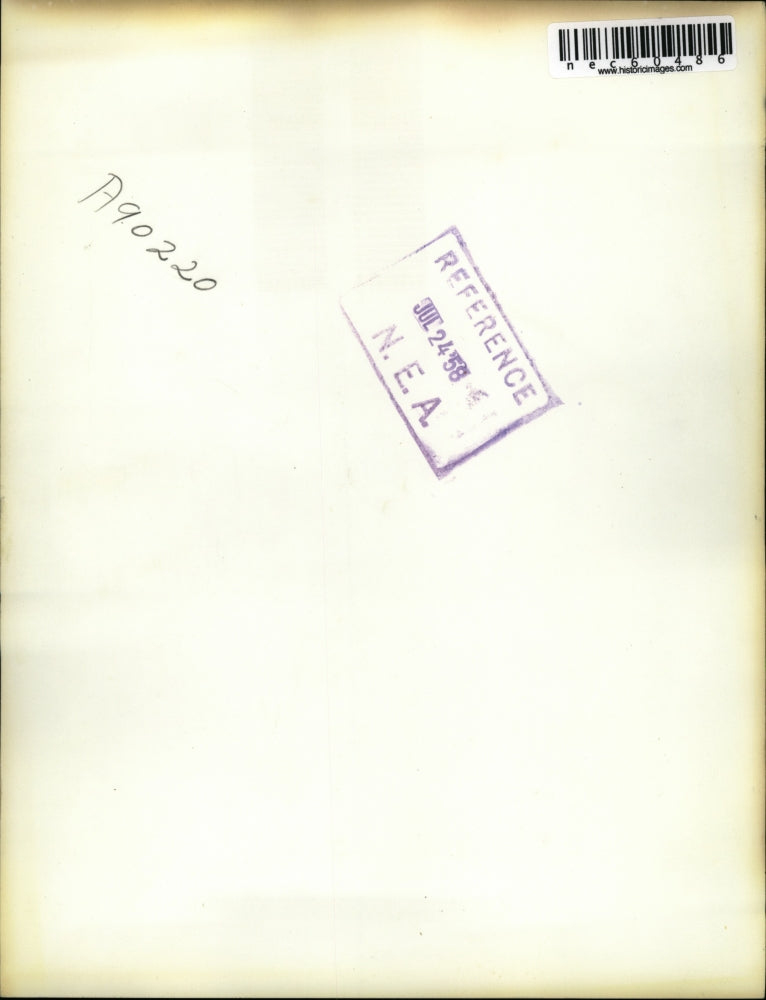 nec60486
www.historicimages.com
A90220
REFERENCE
JUL 24 '58
N. E. A.